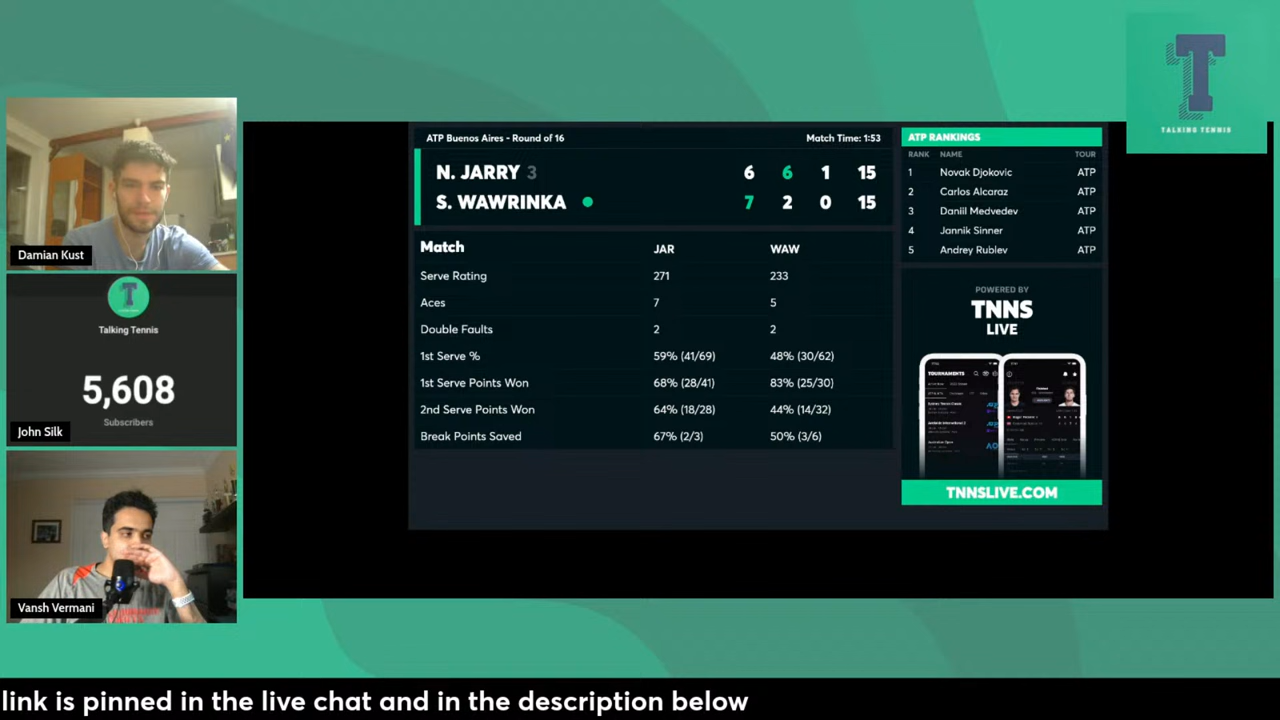 T
TALKING TENNIS
Damian Kust
T
Talking Tennis
5,608
Subscribers
John Silk
Vansh Vermani
ATP Buenos Aires - Round of 16
Match Time: 1:53
N. JARRY 3 6 6 1 15
S. WAWRINKA 7 2 0 15
Match JAR WAW
Serve Rating 271 233
Aces 7 5
Double Faults 2 2
1st Serve % 59% (41/69) 48% (30/62)
1st Serve Points Won 68% (28/41) 83% (25/30)
2nd Serve Points Won 64% (18/28) 44% (14/32)
Break Points Saved 67% (2/3) 50% (3/6)
ATP RANKINGS
RANK NAME TOUR
1 Novak Djokovic ATP
2 Carlos Alcaraz ATP
3 Daniil Medvedev ATP
4 Jannik Sinner ATP
5 Andrey Rublev ATP
POWERED BY
TNNS
LIVE
TOURNAMENTS
TNNSLIVE.COM
link is pinned in the live chat and in the description below